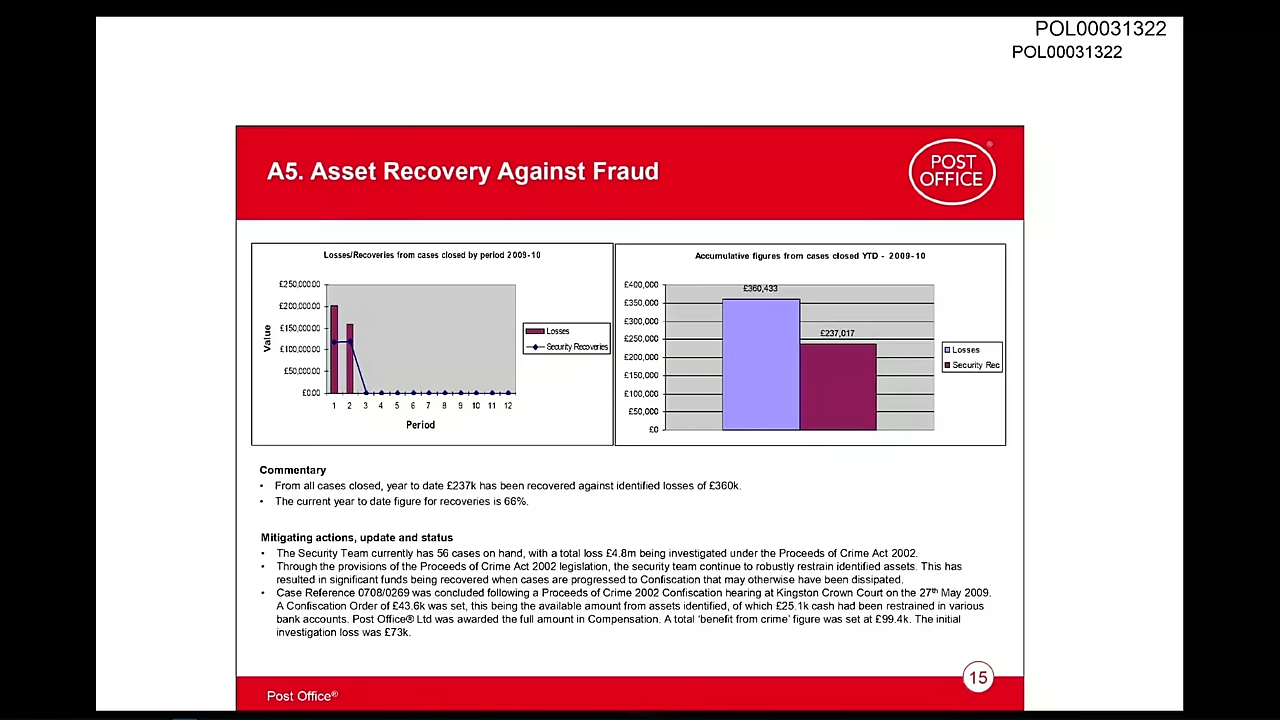 POL00031322
POL00031322
A5. Asset Recovery Against Fraud
POST
OFFICE
®
Losses/Recoveries from cases closed by period 2009-10
£250,000.00
£200,000.00
£150,000.00
£100,000.00
£50,000.00
£0.00
Value
1 2 3 4 5 6 7 8 9 10 11 12
Period
Losses
Security Recoveries
Accumulative figures from cases closed YTD - 2009-10
£400,000
£350,000
£300,000
£250,000
£200,000
£150,000
£100,000
£50,000
£0
£360,433
£237,017
Losses
Security Rec
Commentary
• From all cases closed, year to date £237k has been recovered against identified losses of £360k.
• The current year to date figure for recoveries is 66%.
Mitigating actions, update and status
• The Security Team currently has 56 cases on hand, with a total loss £4.8m being investigated under the Proceeds of Crime Act 2002.
• Through the provisions of the Proceeds of Crime Act 2002 legislation, the security team continue to robustly restrain identified assets. This has
resulted in significant funds being recovered when cases are progressed to Confiscation that may otherwise have been dissipated.
• Case Reference 0708/0269 was concluded following a Proceeds of Crime 2002 Confiscation hearing at Kingston Crown Court on the 27th May 2009.
A Confiscation Order of £43.6k was set, this being the available amount from assets identified, of which £25.1k cash had been restrained in various
bank accounts. Post Office® Ltd was awarded the full amount in Compensation. A total ‘benefit from crime’ figure was set at £99.4k. The initial
investigation loss was £73k.
Post Office®
15